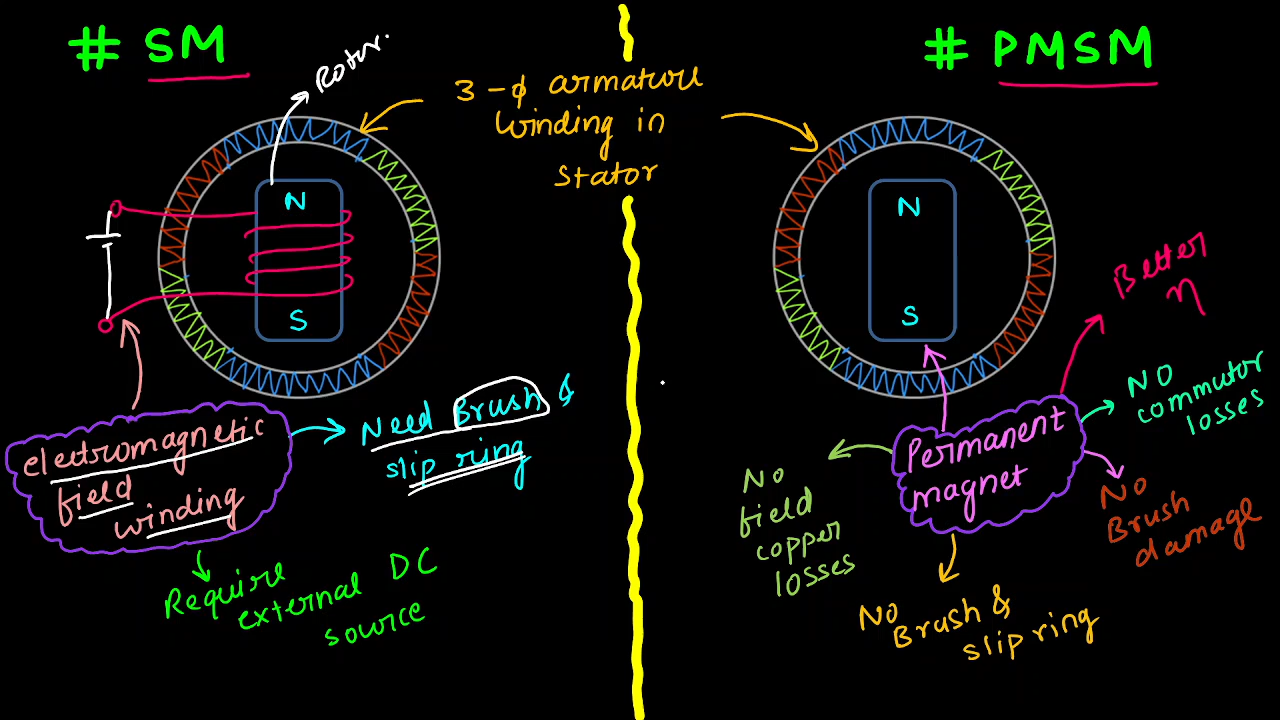 # SM
Rotor.
3-ϕ armature
Winding in
Stator
# PMSM
N
S
electromagnetic
field
winding
Need Brush &
slip ring
Require
external DC
source
N
S
Better
η
NO
commutor
losses
Permanent
magnet
No
Brush
damage
No
field
copper
losses
No
Brush &
slip ring